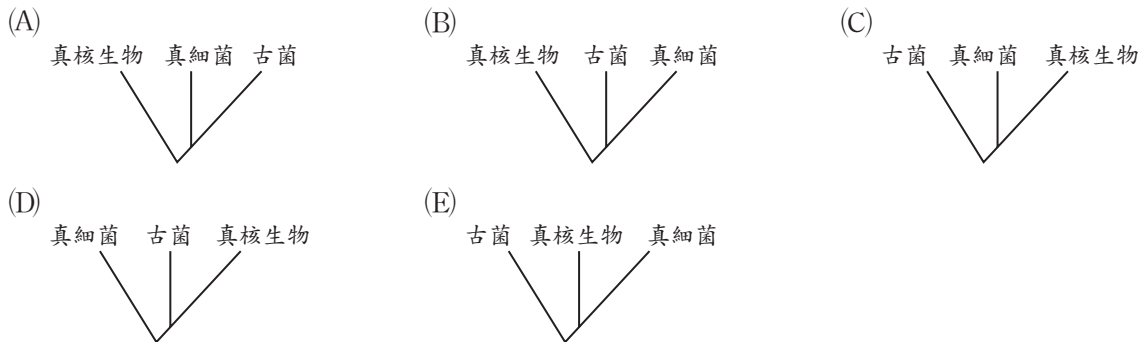 (A)
真核生物 真細菌 古菌
(B)
真核生物 古菌 真細菌
(C)
古菌 真細菌 真核生物
(D)
真細菌 古菌 真核生物
(E)
古菌 真核生物 真細菌